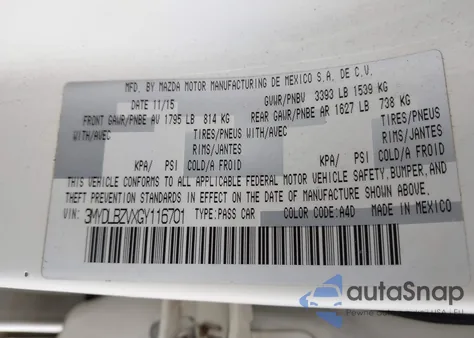 MFD. BY MAZDA MOTOR MANUFACTURING DE MEXICO S.A. DE C.V.
DATE 11/15 GVWR/PNBV 3393 LB 1539 KG
FRONT GAWR/PNBE AV 1795 LB 814 KG REAR GAWR/PNBE AR 1627 LB 738 KG
WITH/AVEC TIRES/PNEUS WITH/AVEC TIRES/PNEUS
RIMS/JANTES RIMS/JANTES
KPA/ PSI COLD/A FROID KPA/ PSI COLD/A FROID
THIS VEHICLE CONFORMS TO ALL APPLICABLE FEDERAL MOTOR VEHICLE SAFETY, BUMPER, AND
THEFT PREVENTION STANDARDS IN EFFECT ON THE DATE OF MANUFACTURE SHOWN ABOVE.
VIN: 3MYDLBZVXGY116701 TYPE: PASS CAR COLOR CODE: A4D MADE IN MEXICO
autoSnap